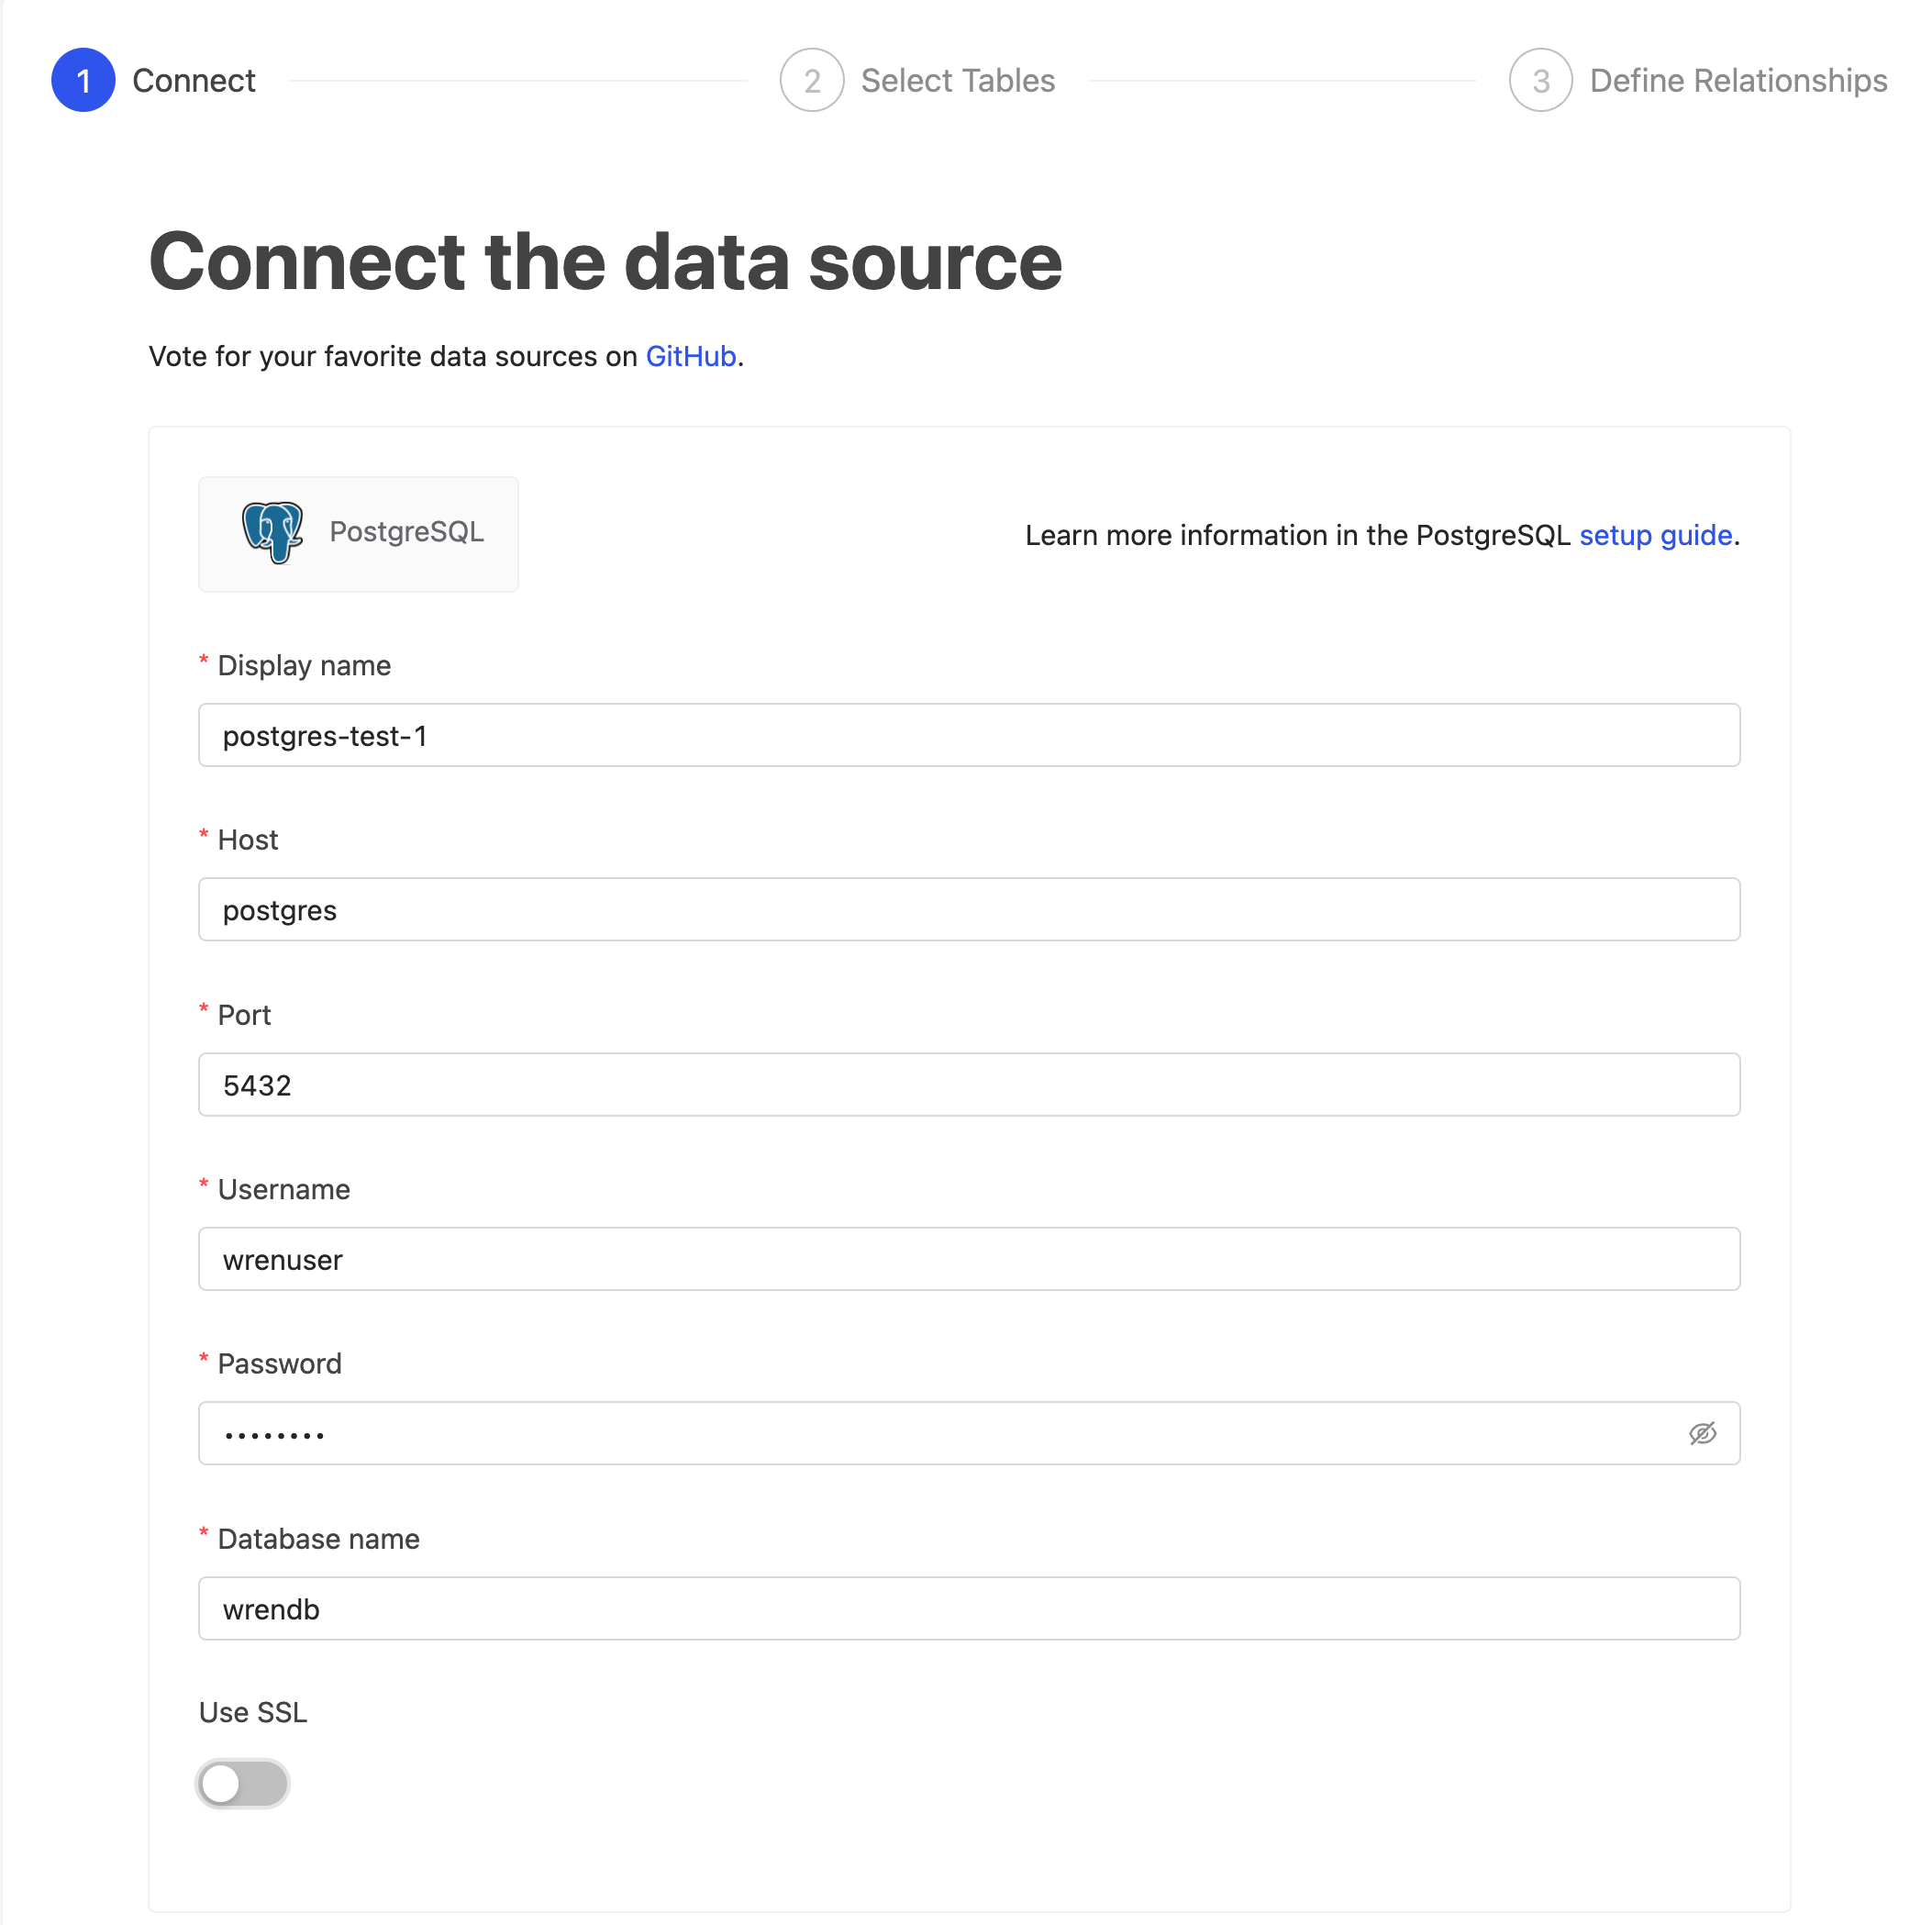 1 Connect 2 Select Tables 3 Define Relationships
Connect the data source
Vote for your favorite data sources on GitHub.
PostgreSQL
Learn more information in the PostgreSQL setup guide.
* Display name
postgres-test-1
* Host
postgres
* Port
5432
* Username
wrenuser
* Password
••••••••
* Database name
wrendb
Use SSL